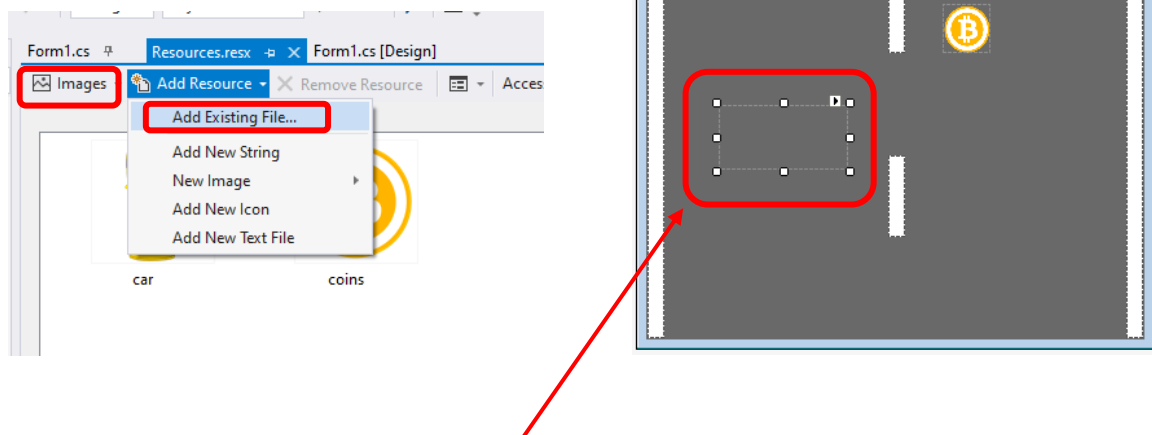 Form1.cs
Resources.resx
Form1.cs [Design]
Images
Add Resource
Remove Resource
Add Existing File...
Add New String
New Image
Add New Icon
Add New Text File
car
coins